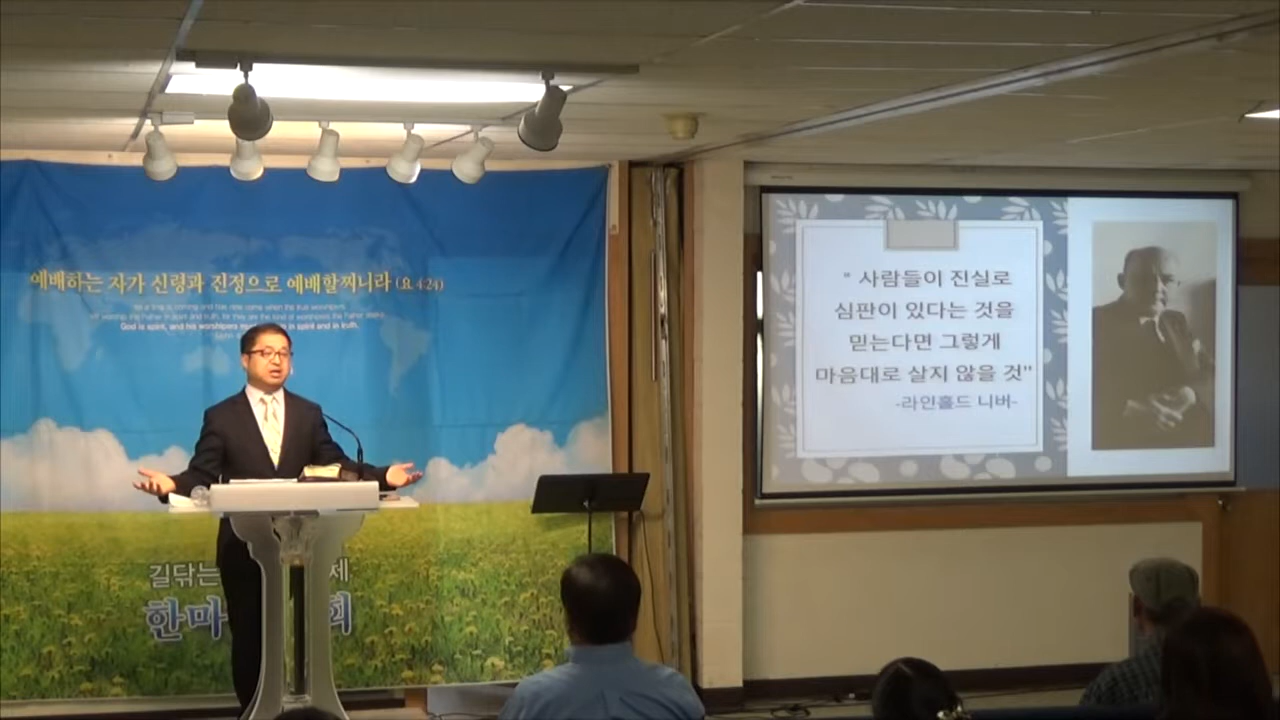 예배하는 자가 신령과 진정으로 예배할찌니라 (요 4:24)
God is spirit, and his worshipers in spirit and in truth.
길닦는 제
한마 회
" 사람들이 진실로
심판이 있다는 것을
믿는다면 그렇게
마음대로 살지 않을 것"
-라인홀드 니버-